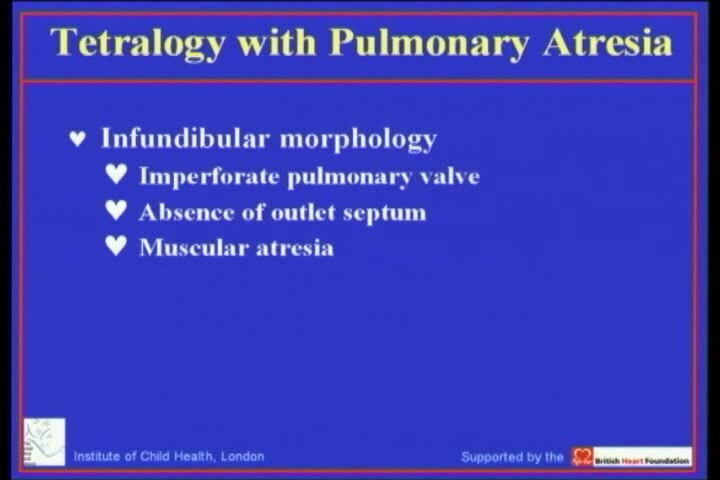 Tetralogy with Pulmonary Atresia
Infundibular morphology
Imperforate pulmonary valve
Absence of outlet septum
Muscular atresia
Institute of Child Health, London
Supported by the
British Heart Foundation